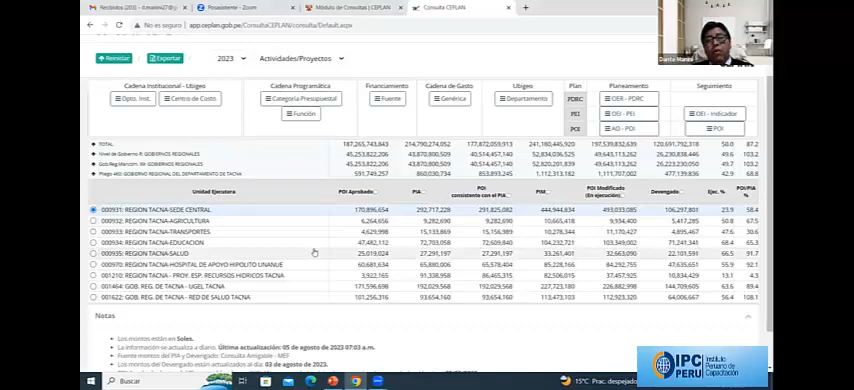 Recibidos (203) - d.manini27@
Posasisteme - Zoom
Módulo de Consultas | CEPLAN
Consulta CEPLAN
No es seguro | app.ceplan.gob.pe/ConsultaCEPLAN/consulta/Default.aspx
Reiniciar
Exportar
2023
Actividades/Proyectos
Dante Manini
Cadena Institucional - Ubigeo
Cadena Programática
Financiamiento
Cadena de Gasto
Ubigeo
Plan
Planeamiento
Seguimiento
Dpto. Inst.
Centro de Costo
Categoría Presupuestal
Fuente
Genérica
Departamento
PDRC
OER - PDRC
Función
PEI
OEI - PEI
OEI - Indicador
POI
AO - POI
POI
TOTAL 187,265,743,843 214,790,274,052 177,872,059,913 241,180,445,920 197,539,832,639 120,691,792,318 50.0 87.2
Nivel de Gobierno R: GOBIERNOS REGIONALES 45,253,822,206 43,870,800,509 40,514,457,140 52,834,036,525 49,643,113,262 26,230,838,446 49.6 103.2
Gob.Reg./Mancom. 99: GOBIERNOS REGIONALES 45,253,822,206 43,870,800,509 40,514,457,140 52,820,201,839 49,643,113,262 26,223,230,050 49.7 103.2
Pliego 460: GOBIERNO REGIONAL DEL DEPARTAMENTO DE TACNA 591,749,257 860,030,734 853,893,245 1,112,313,182 1,111,707,002 477,139,836 42.9 68.8
Unidad Ejecutora
POI Aprobado
PIA
POI consistente con el PIA
PIM
POI Modificado (En ejecución)
Devengado
Ejec. %
POI/PIA %
000931: REGION TACNA-SEDE CENTRAL 170,896,654 292,717,228 291,825,082 444,944,834 493,033,085 106,297,801 23.9 58.4
000932: REGION TACNA-AGRICULTURA 6,264,656 9,282,690 9,282,690 10,665,418 9,934,400 5,417,285 50.8 67.5
000933: REGION TACNA-TRANSPORTES 4,629,998 15,133,869 15,156,989 10,278,344 11,170,427 4,895,467 47.6 30.6
000934: REGION TACNA-EDUCACION 47,482,112 72,703,058 72,609,840 104,232,721 103,349,002 71,241,341 68.4 65.3
000935: REGION TACNA-SALUD 25,019,024 27,291,197 27,291,197 33,261,401 32,663,090 22,101,591 66.5 91.7
000970: REGION TACNA-HOSPITAL DE APOYO HIPOLITO UNANUE 60,681,634 65,880,006 65,578,404 85,228,166 84,292,755 47,635,651 55.9 92.1
001210: REGION TACNA - PROY. ESP. RECURSOS HIDRICOS TACNA 3,922,165 91,338,958 86,465,315 82,506,015 37,457,925 10,834,429 13.1 4.3
001464: GOB. REG. DE TACNA - UGEL TACNA 171,596,698 192,029,568 192,029,568 227,723,180 226,882,998 144,709,605 63.6 89.4
001622: GOB. REG. DE TACNA - RED DE SALUD TACNA 101,256,316 93,654,160 93,654,160 113,473,103 112,923,320 64,006,667 56.4 108.1
Notas
Los montos están en Soles.
La información se actualiza a diario. Última actualización: 05 de agosto de 2023 07:03 a.m.
Fuente montos del PIA y Devengado: Consulta Amigable - MEF
Los montos del Devengado están actualizados al día: 03 de agosto de 2023.
IPC PERU
Instituto Peruano de Capacitación
Buscar
15°C Prac. despejado